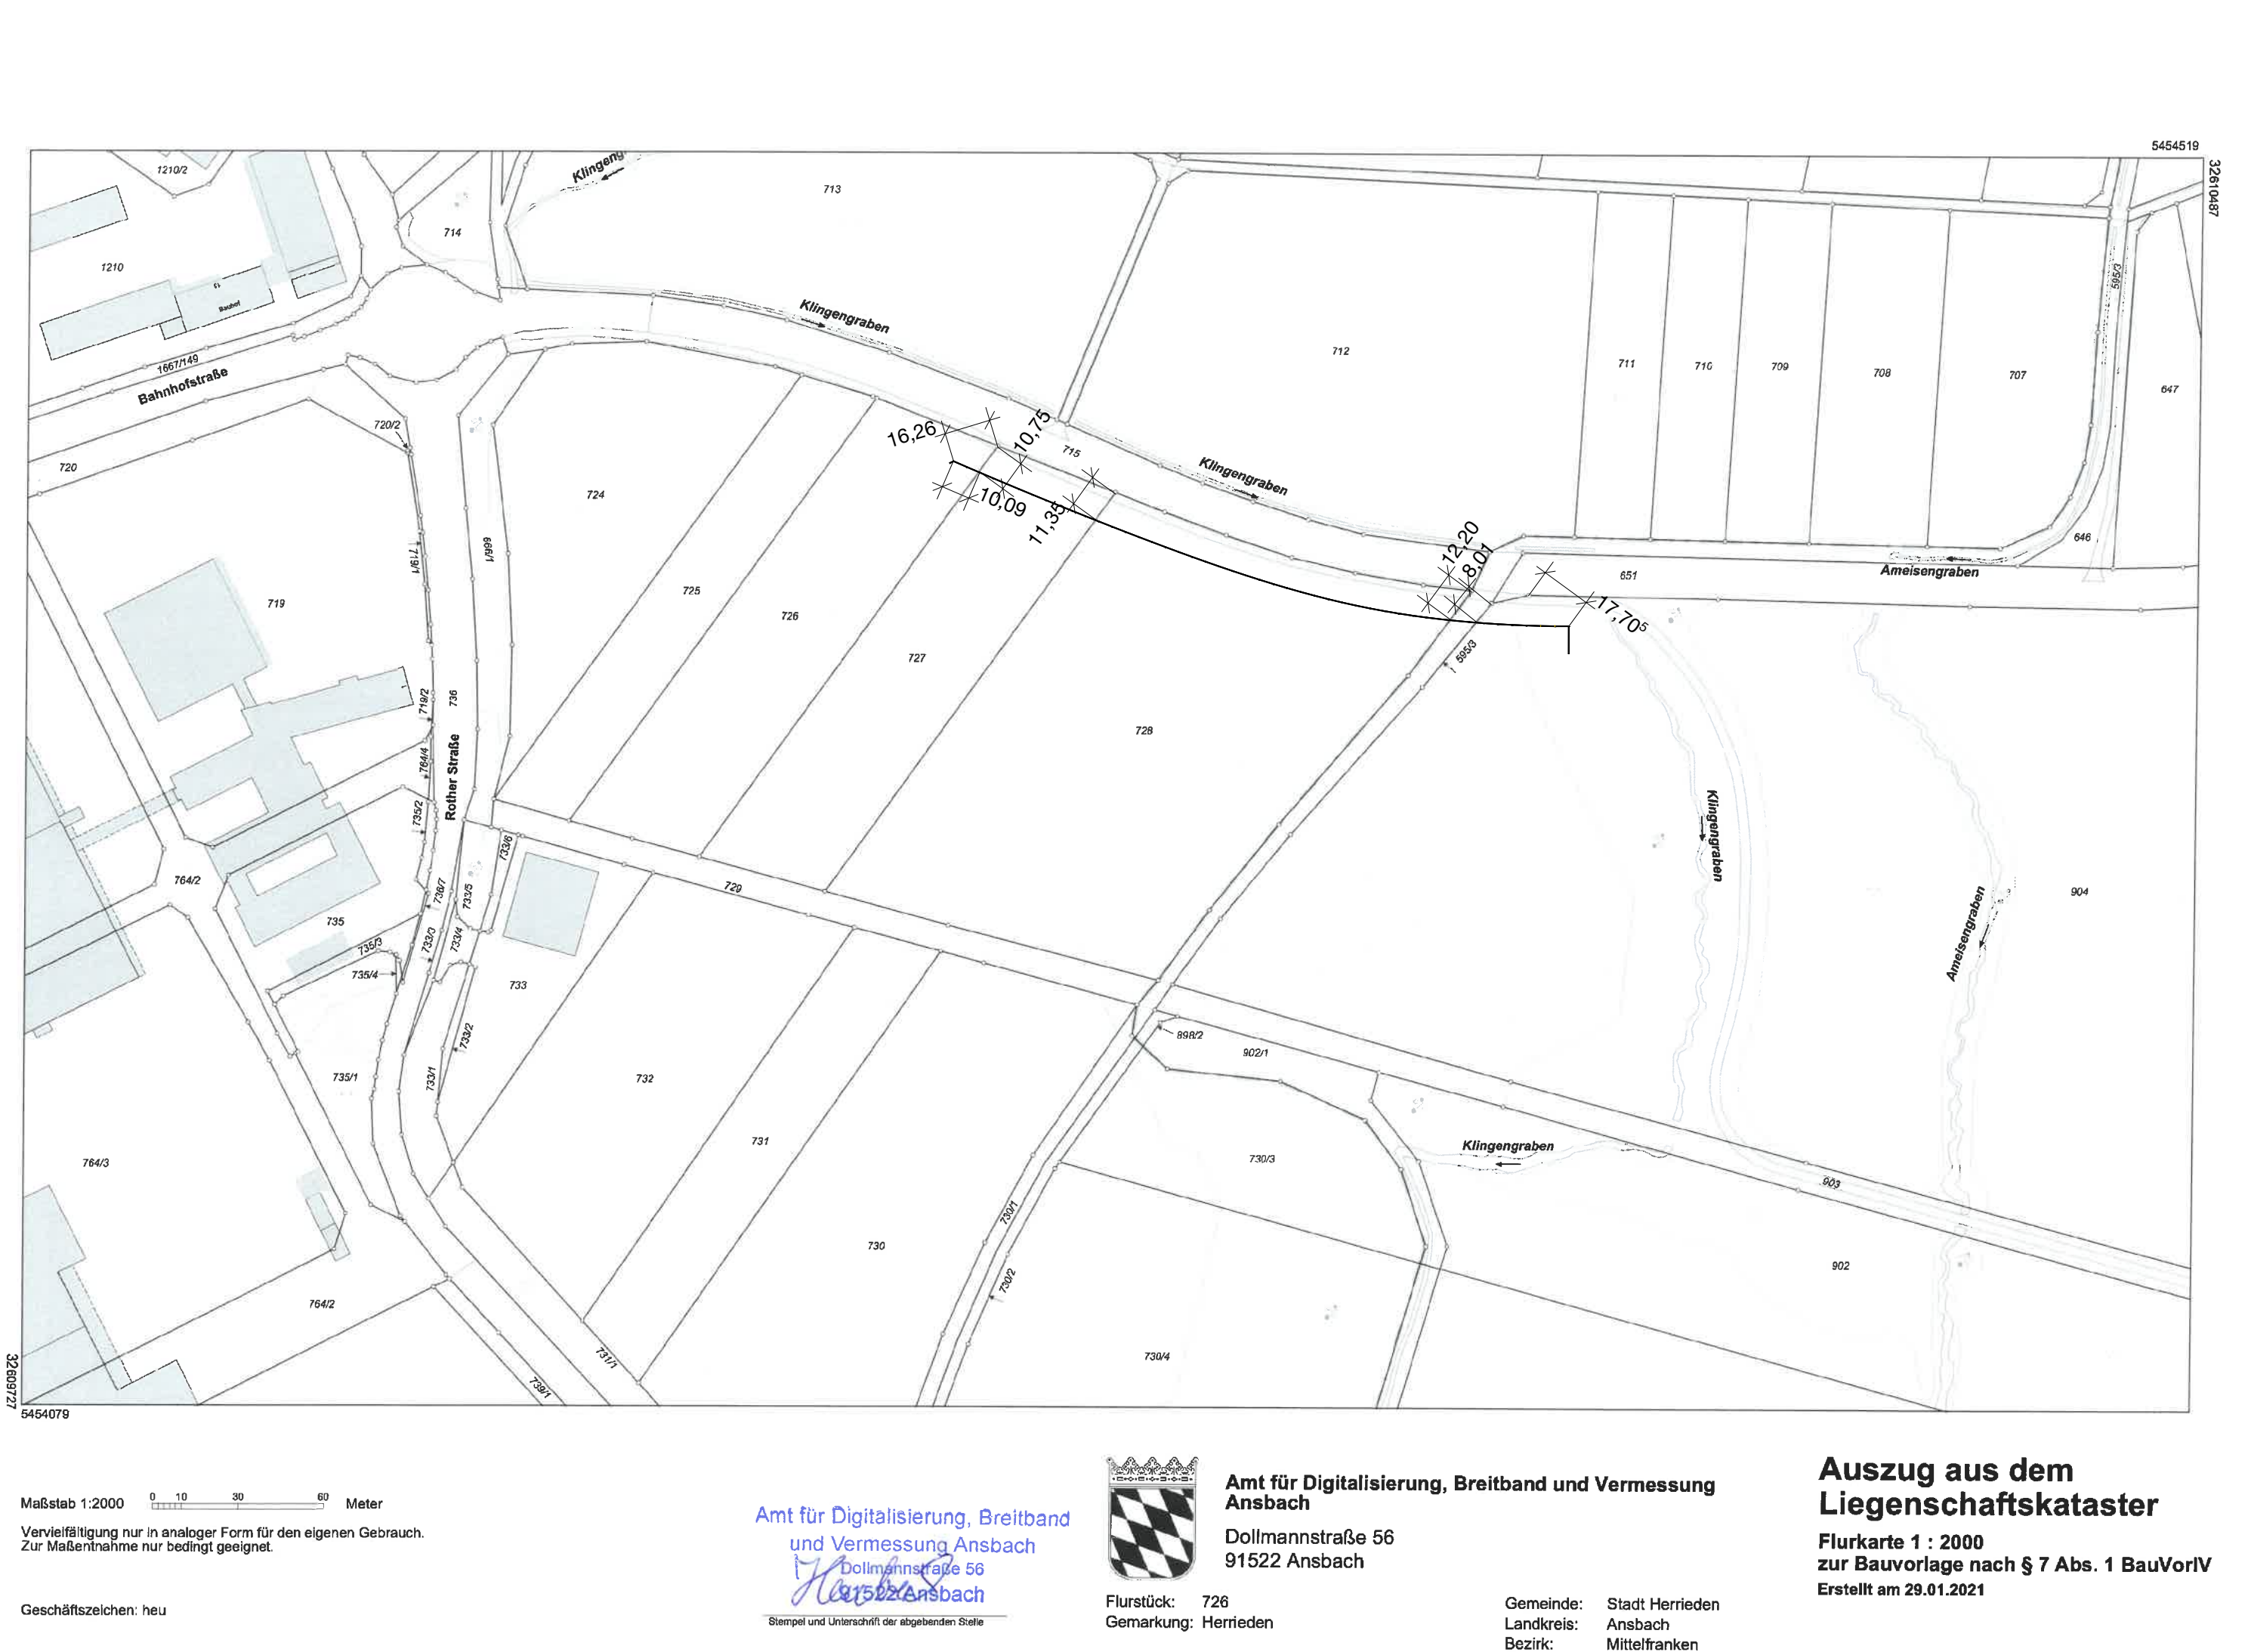 5454519
32610487
1210/2
Klingeng
713
714
1210
Bauhof
Klingengraben
1667/149
Bahnhofstraße
712
711
710
709
708
707
595/3
647
720/2
720
16,26
10,75
715
Klingengraben
724
10,09
11,35
12,20
8,01
646
719/1
666/1
651
Ameisengraben
17,70⁵
719
725
726
727
595/3
719/2
736
728
764/4
Rother Straße
735/2
733/6
Klingengraben
764/2
729
904
736/7
733/5
735
735/3
733/3
733/4
Ameisengraben
735/4
733
733/2
898/2
902/1
735/1
733/1
732
731
Klingengraben
764/3
730/3
903
730/1
730
902
730/2
764/2
731/1
730/4
739/1
32609727
5454079
Maßstab 1:2000 0 10 30 60 Meter
Vervielfältigung nur in analoger Form für den eigenen Gebrauch.
Zur Maßentnahme nur bedingt geeignet.
Geschäftszeichen: heu
Amt für Digitalisierung, Breitband
und Vermessung Ansbach
Dollmannstraße 56
91522 Ansbach
Stempel und Unterschrift der abgebenden Stelle
Amt für Digitalisierung, Breitband und Vermessung
Ansbach
Dollmannstraße 56
91522 Ansbach
Flurstück: 726
Gemarkung: Herrieden
Gemeinde: Stadt Herrieden
Landkreis: Ansbach
Bezirk: Mittelfranken
Auszug aus dem
Liegenschaftskataster
Flurkarte 1 : 2000
zur Bauvorlage nach § 7 Abs. 1 BauVorlV
Erstellt am 29.01.2021